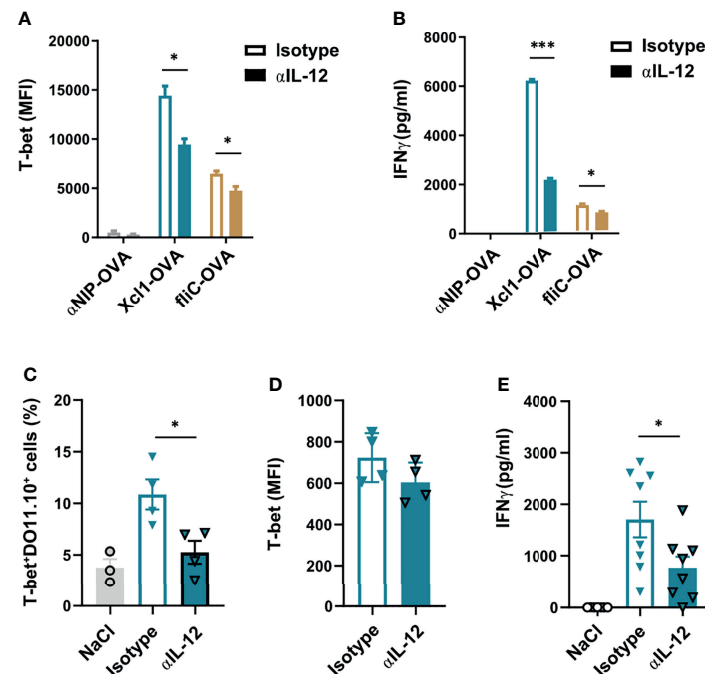 A
T-bet (MFI)
20000
15000
10000
5000
0
*
*
Isotype
αIL-12
αNIP-OVA
Xcl1-OVA
fliC-OVA
B
IFNγ(pg/ml)
8000
6000
4000
2000
0
***
*
Isotype
αIL-12
αNIP-OVA
Xcl1-OVA
fliC-OVA
C
T-bet⁺DO11.10⁺ cells (%)
20
15
10
5
0
*
NaCl
Isotype
αIL-12
D
T-bet (MFI)
1000
800
600
400
200
0
Isotype
αIL-12
E
IFNγ(pg/ml)
4000
3000
2000
1000
0
*
NaCl
Isotype
αIL-12